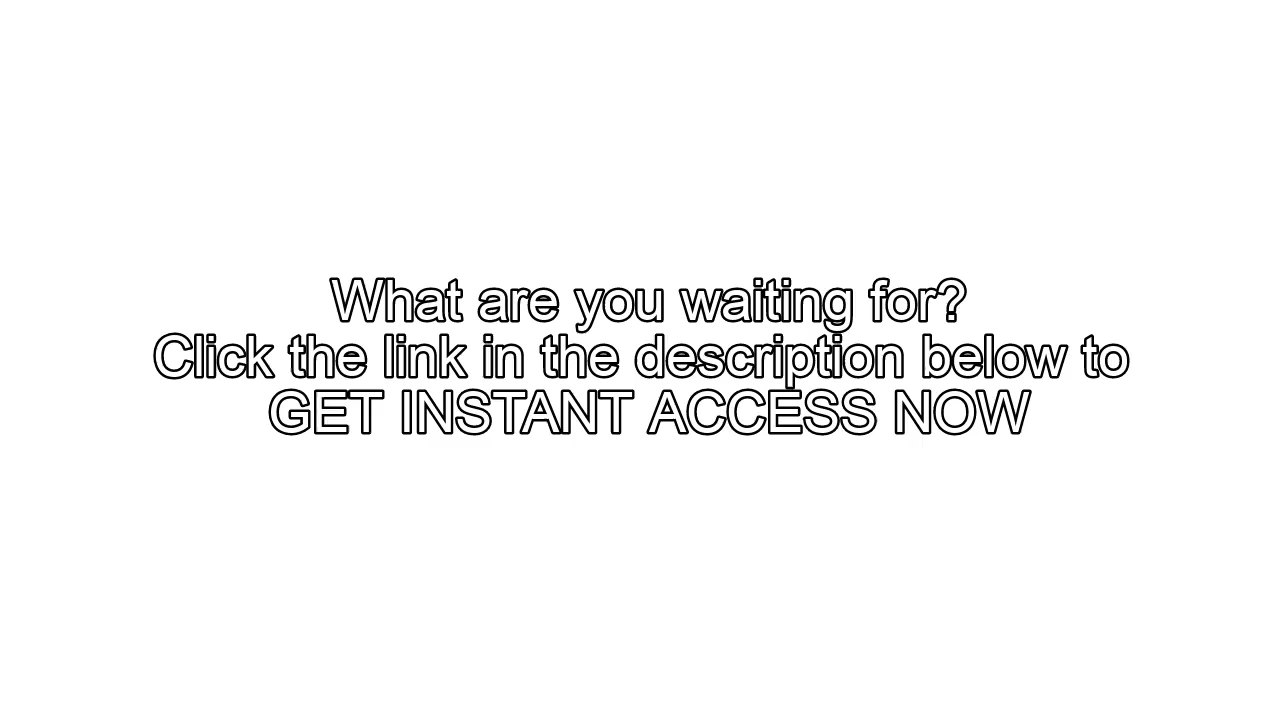 What are you waiting for?
Click the link in the description below to
GET INSTANT ACCESS NOW